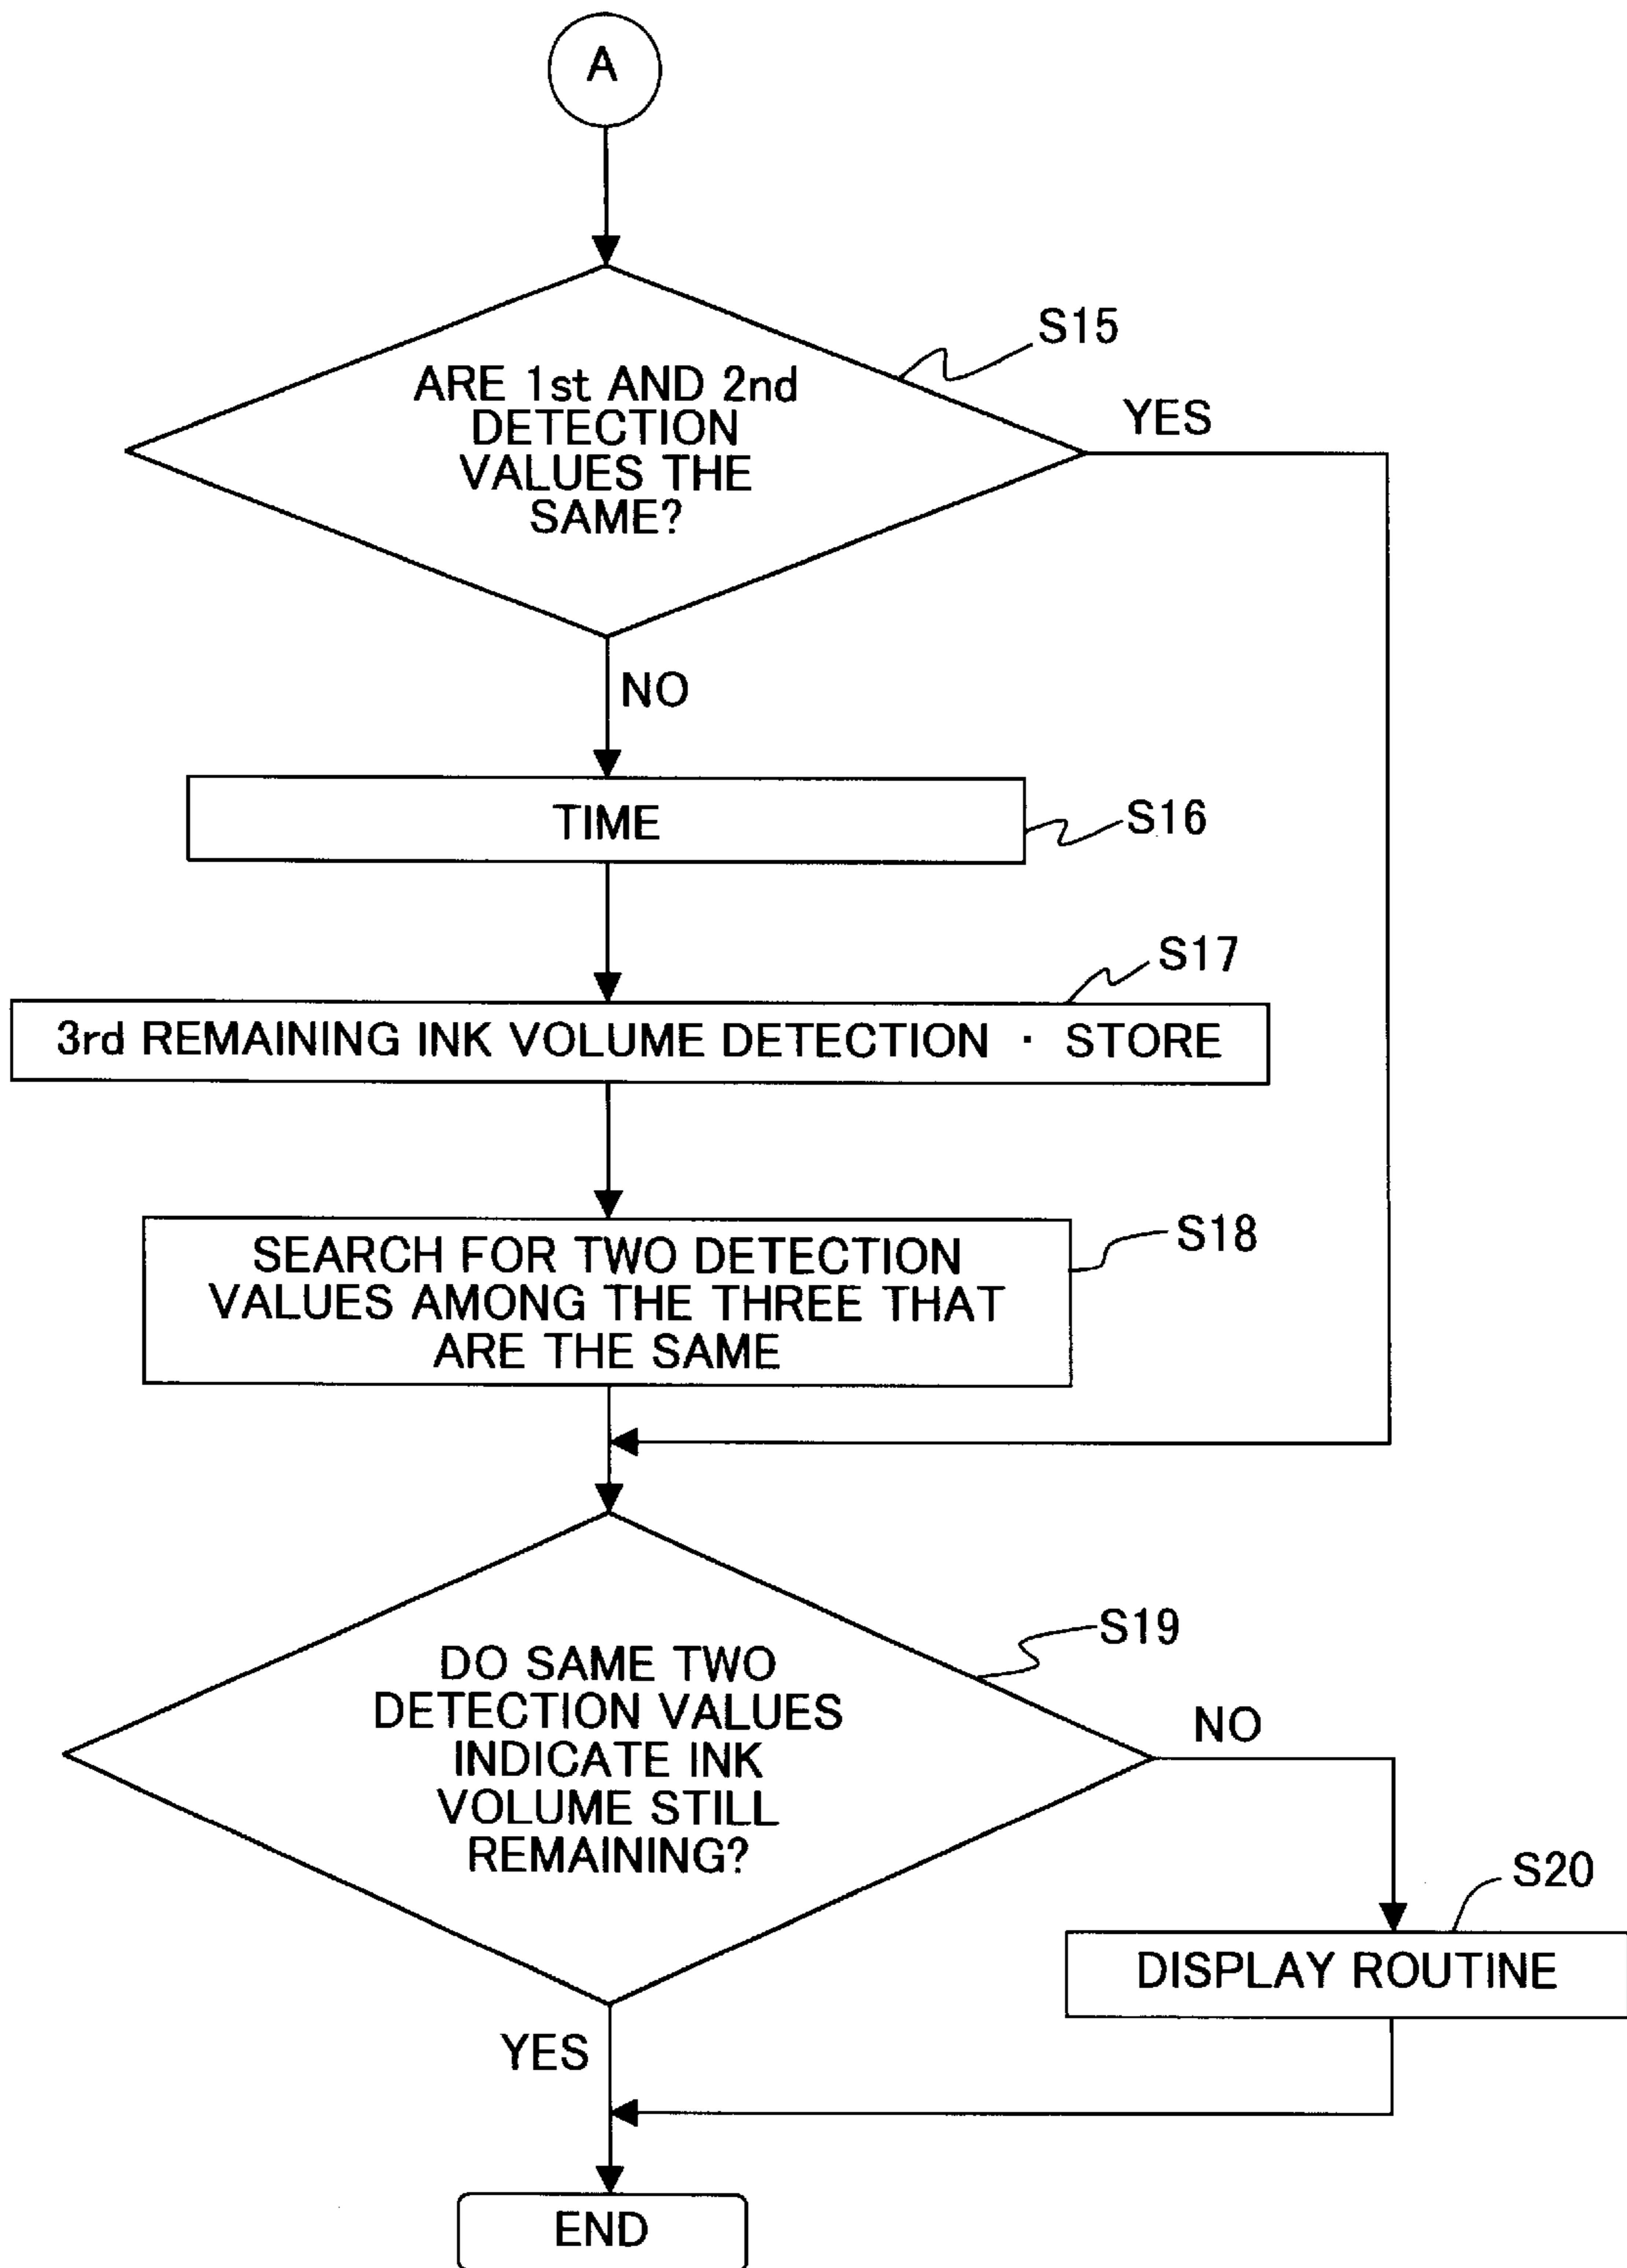 A
S15
ARE 1st AND 2nd
DETECTION
VALUES THE
SAME?
YES
NO
TIME
S16
S17
3rd REMAINING INK VOLUME DETECTION · STORE
S18
SEARCH FOR TWO DETECTION
VALUES AMONG THE THREE THAT
ARE THE SAME
S19
DO SAME TWO
DETECTION VALUES
INDICATE INK
VOLUME STILL
REMAINING?
NO
S20
DISPLAY ROUTINE
YES
END